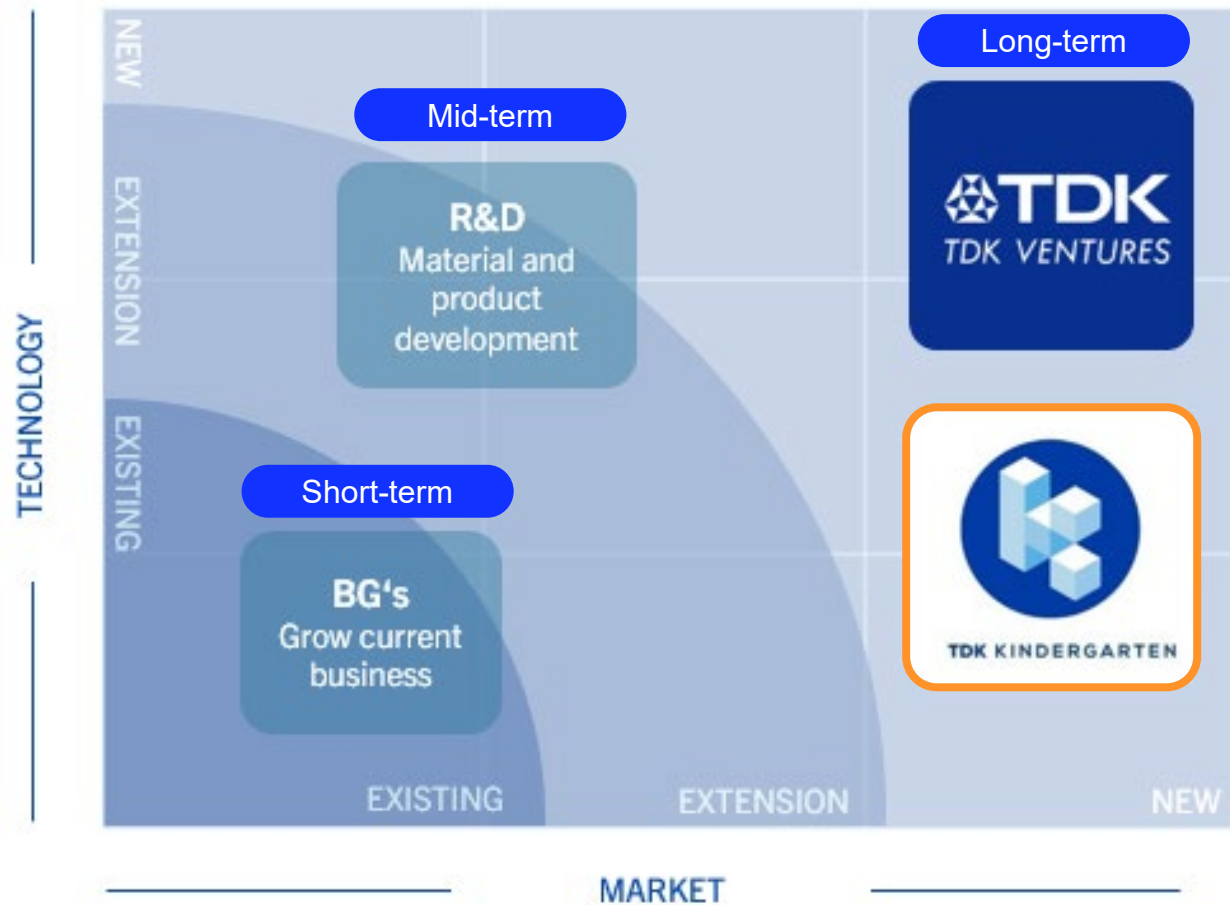 NEW
Long-term
Mid-term
TDK
TDK VENTURES
R&D
Material and
product
development
EXTENSION
TECHNOLOGY
EXISTING
Short-term
BG‘s
Grow current
business
TDK KINDERGARTEN
EXISTING
EXTENSION
NEW
MARKET